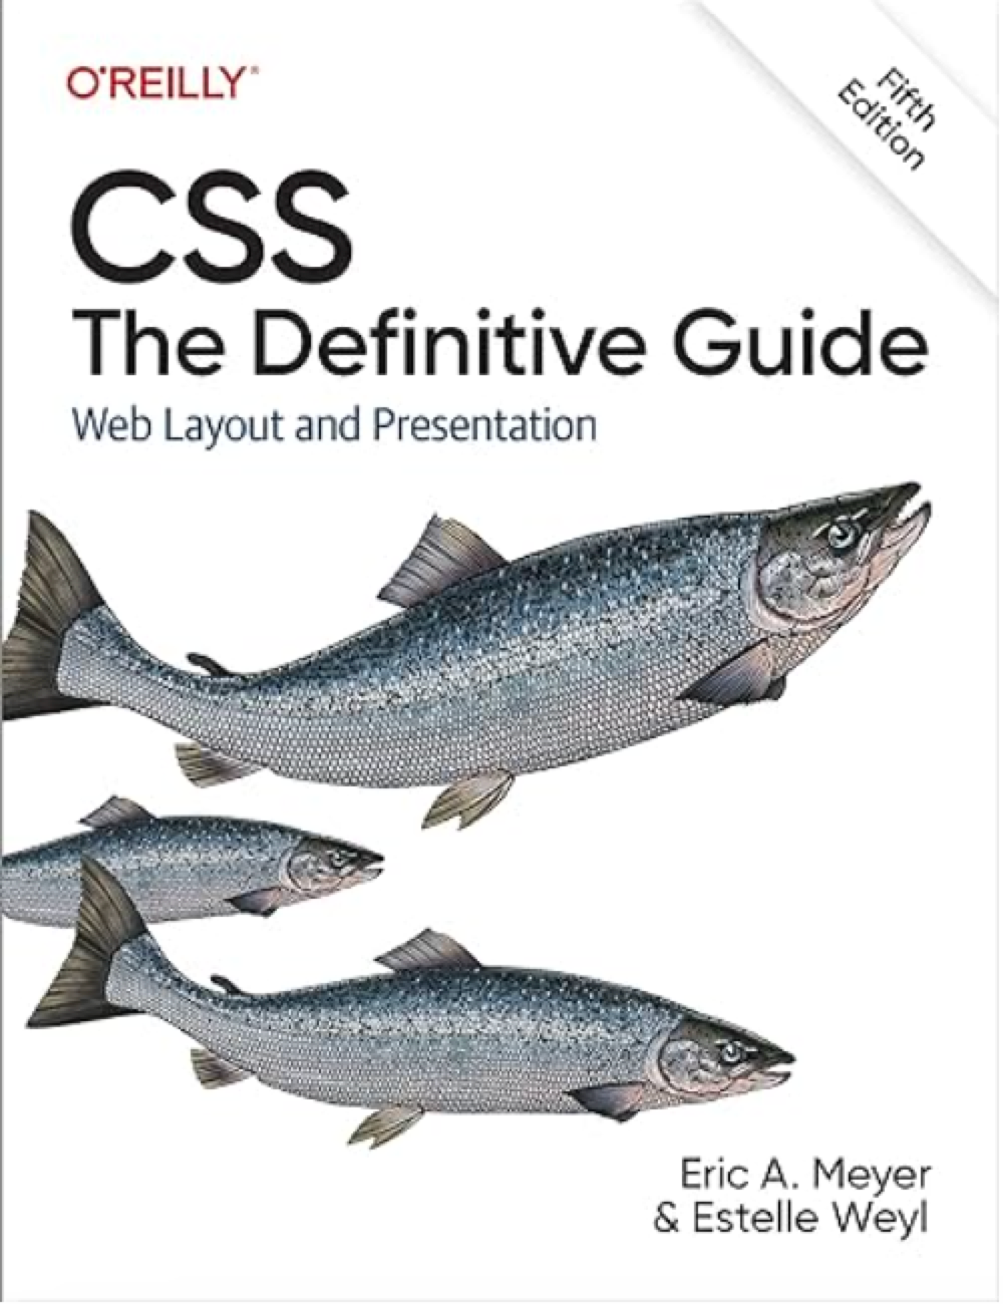 O'REILLY®
Fifth
Edition
CSS
The Definitive Guide
Web Layout and Presentation
Eric A. Meyer
& Estelle Weyl